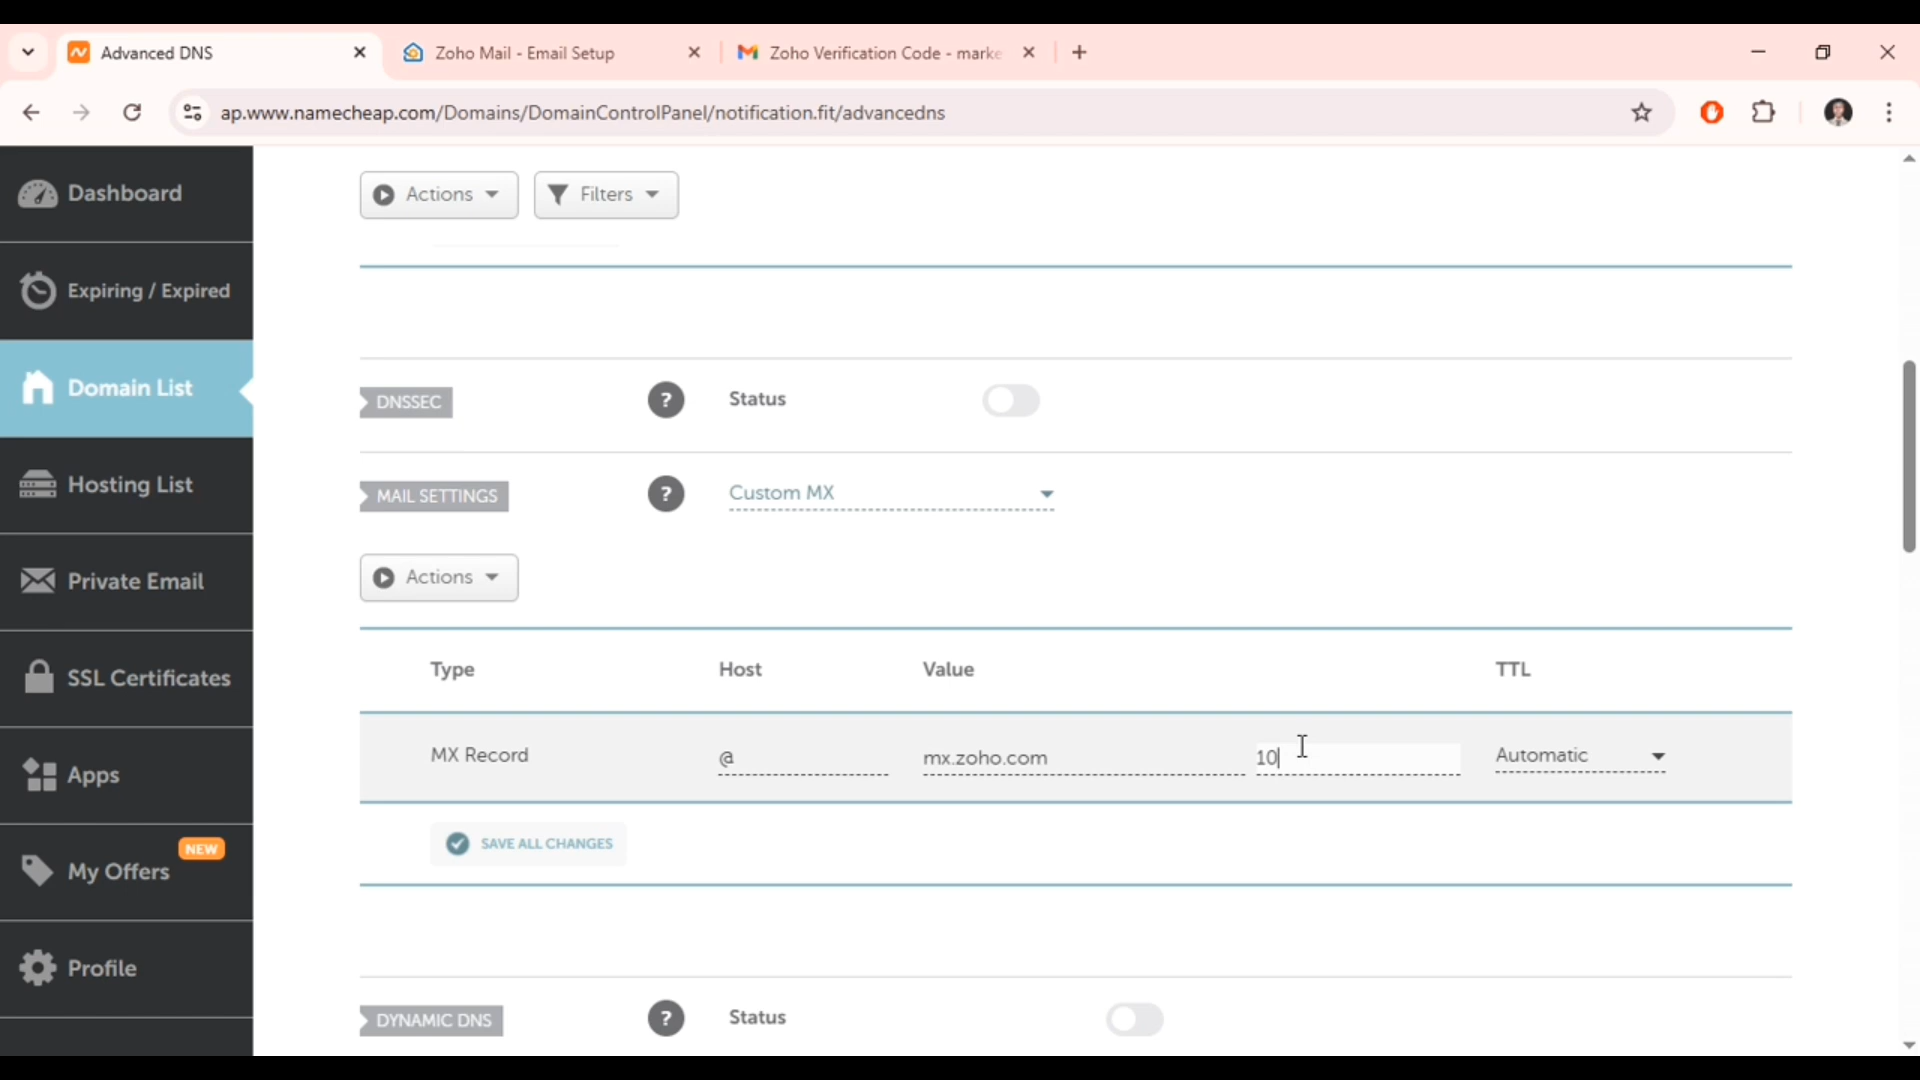 Advanced DNS
Zoho Mail - Email Setup
Zoho Verification Code - marke
ap.www.namecheap.com/Domains/DomainControlPanel/notification.fit/advanceddns
Dashboard
Expiring / Expired
Domain List
Hosting List
Private Email
SSL Certificates
Apps
NEW
My Offers
Profile
Actions
Filters
DNSSEC
?
Status
MAIL SETTINGS
?
Custom MX
Actions
Type Host Value TTL
MX Record @ mx.zoho.com 10 Automatic
SAVE ALL CHANGES
DYNAMIC DNS
?
Status